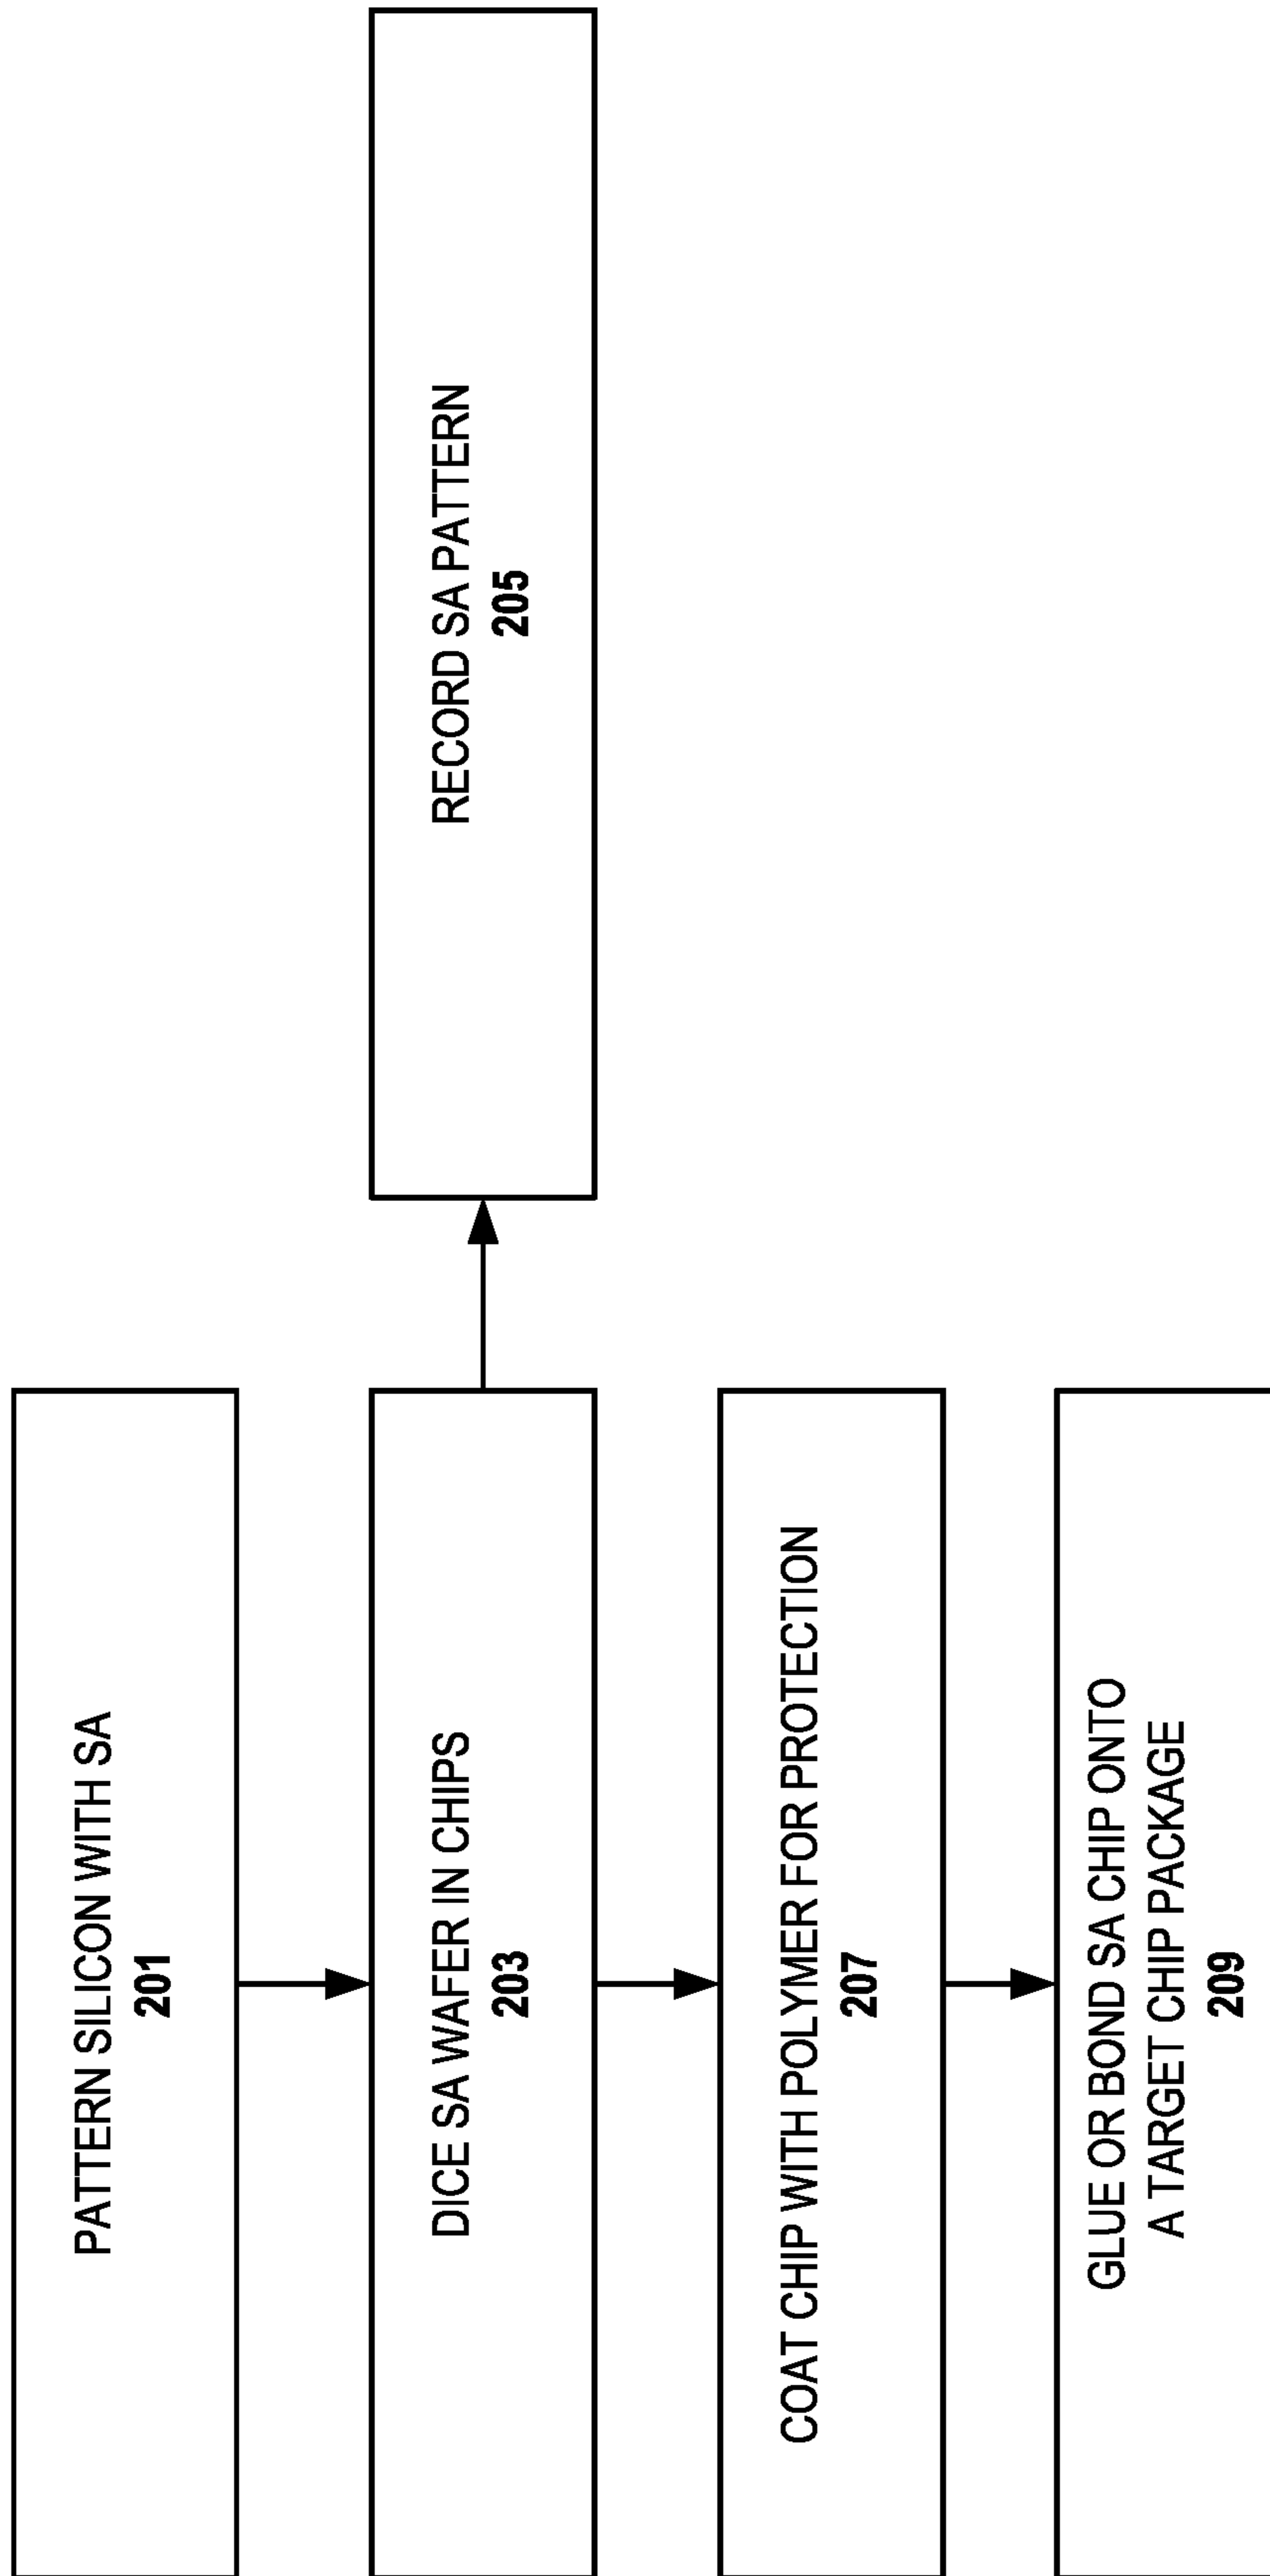 PATTERN SILICON WITH SA
201
DICE SA WAFER IN CHIPS
203
RECORD SA PATTERN
205
COAT CHIP WITH POLYMER FOR PROTECTION
207
GLUE OR BOND SA CHIP ONTO
A TARGET CHIP PACKAGE
209